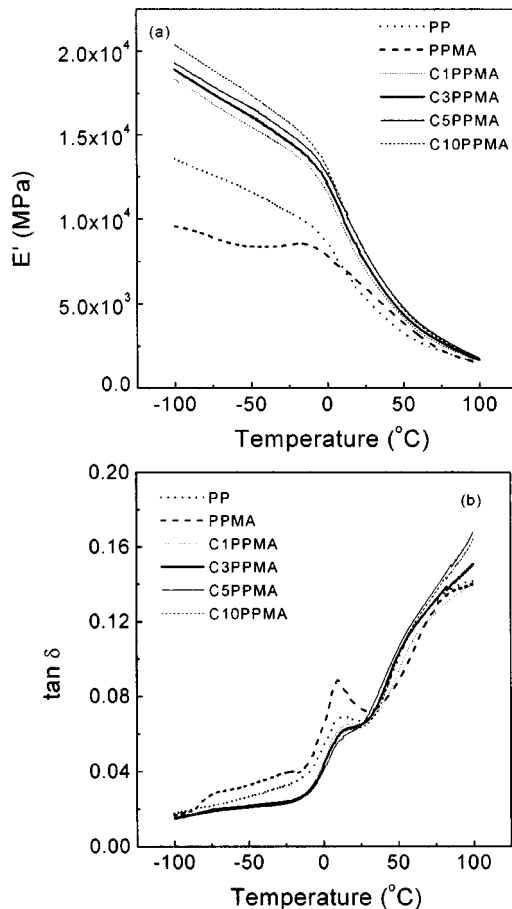 (a)
PP
PPMA
C1PPMA
C3PPMA
C5PPMA
C10PPMA
2.0x10⁴
1.5x10⁴
1.0x10⁴
5.0x10³
0.0
E' (MPa)
-100 -50 0 50 100
Temperature (°C)
(b)
PP
PPMA
C1PPMA
C3PPMA
C5PPMA
C10PPMA
0.20
0.16
0.12
0.08
0.04
0.00
tan δ
-100 -50 0 50 100
Temperature (°C)